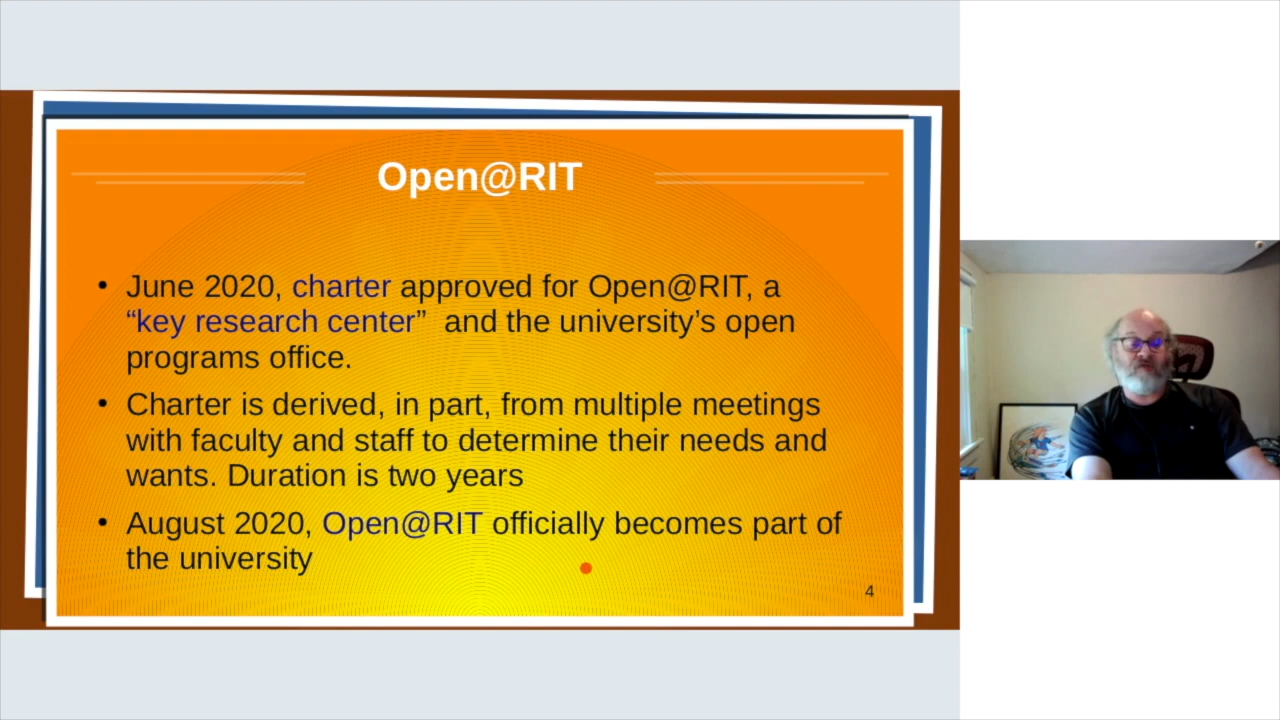 Open@RIT
• June 2020, charter approved for Open@RIT, a
“key research center”  and the university’s open
programs office.
• Charter is derived, in part, from multiple meetings
with faculty and staff to determine their needs and
wants. Duration is two years
• August 2020, Open@RIT officially becomes part of
the university
4